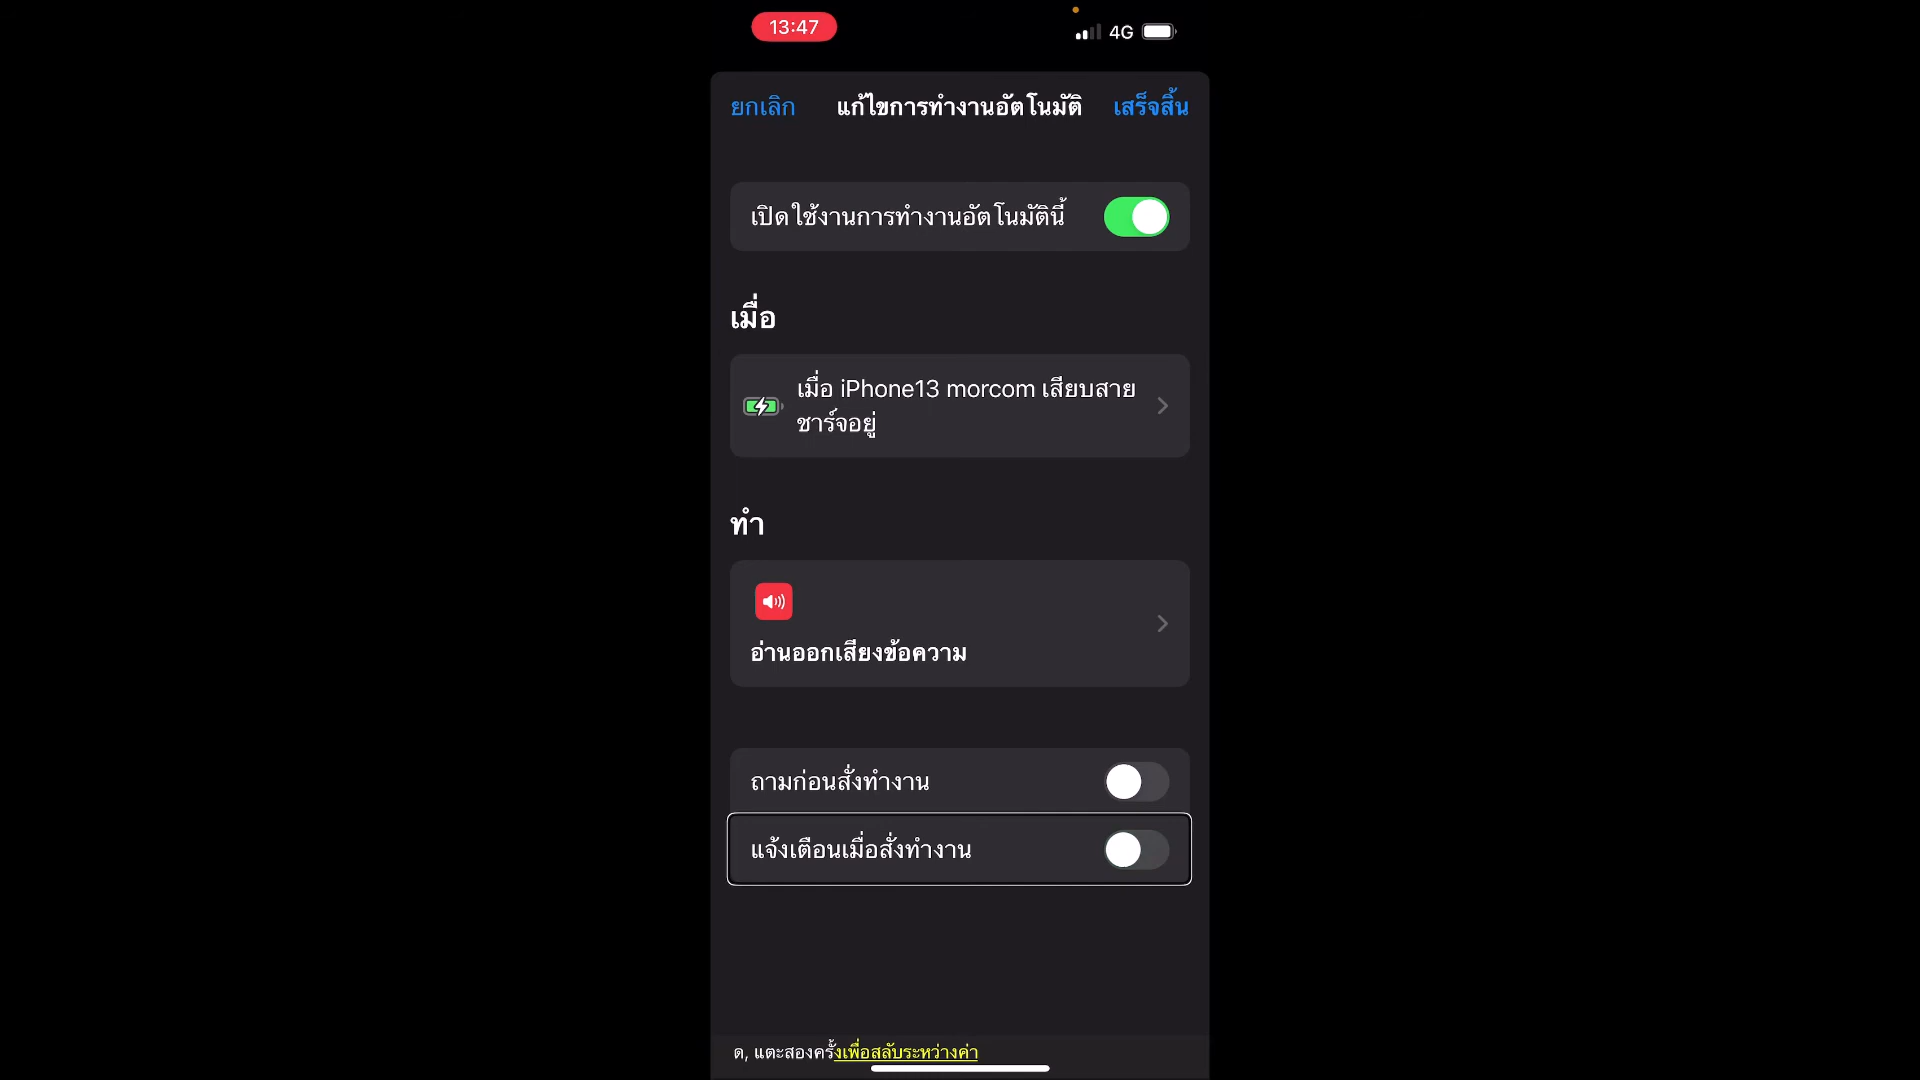 13:47
4G
ยกเลิก
แก้ไขการทำงานอัตโนมัติ
เสร็จสิ้น
เปิดใช้งานการทำงานอัตโนมัตินี้
เมื่อ
เมื่อ iPhone13 morcom เสียบสาย
ชาร์จอยู่
ทำ
อ่านออกเสียงข้อความ
ถามก่อนสั่งทำงาน
แจ้งเตือนเมื่อสั่งทำงาน
ด, แตะสองครั้งเพื่อสลับระหว่างค่า